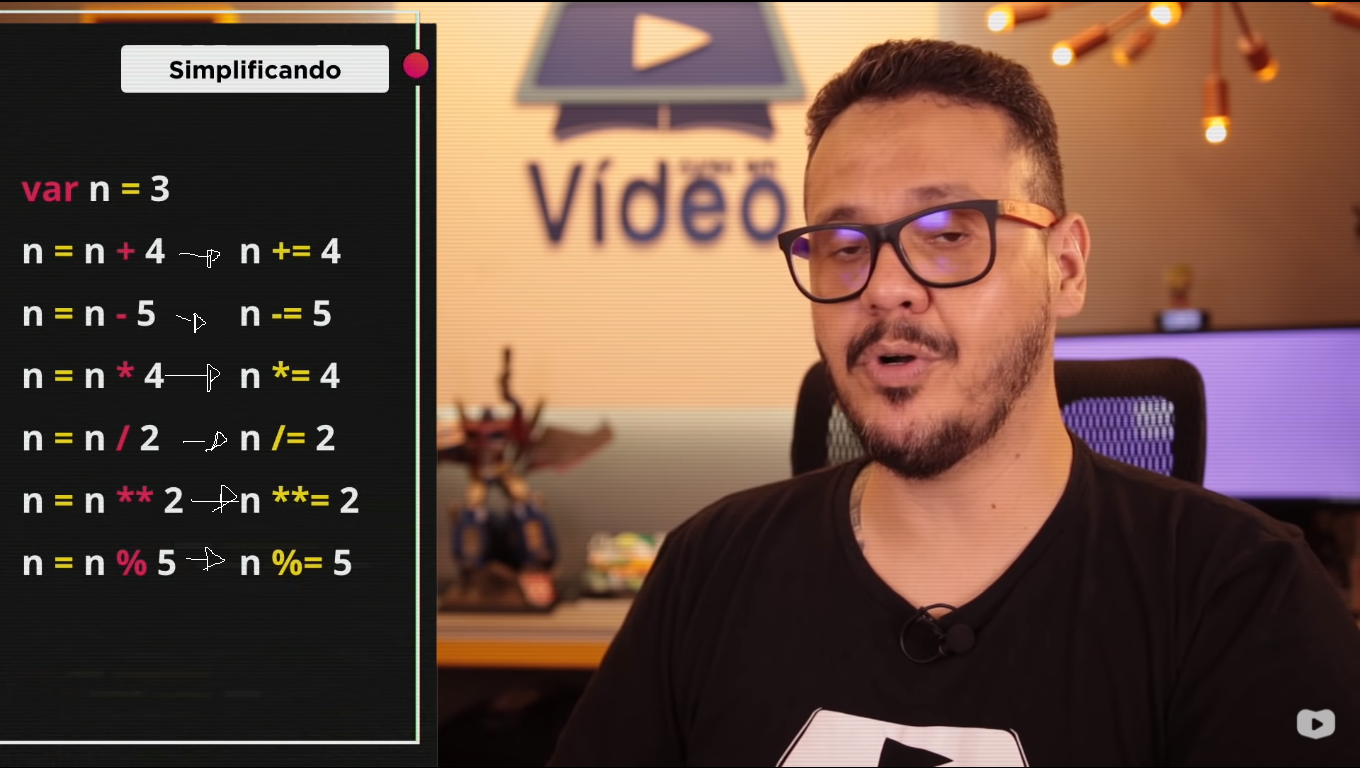 Simplificando
var n = 3
n = n + 4 n += 4
n = n - 5 n -= 5
n = n * 4 n *= 4
n = n / 2 n /= 2
n = n ** 2 n **= 2
n = n % 5 n %= 5
Vídeo